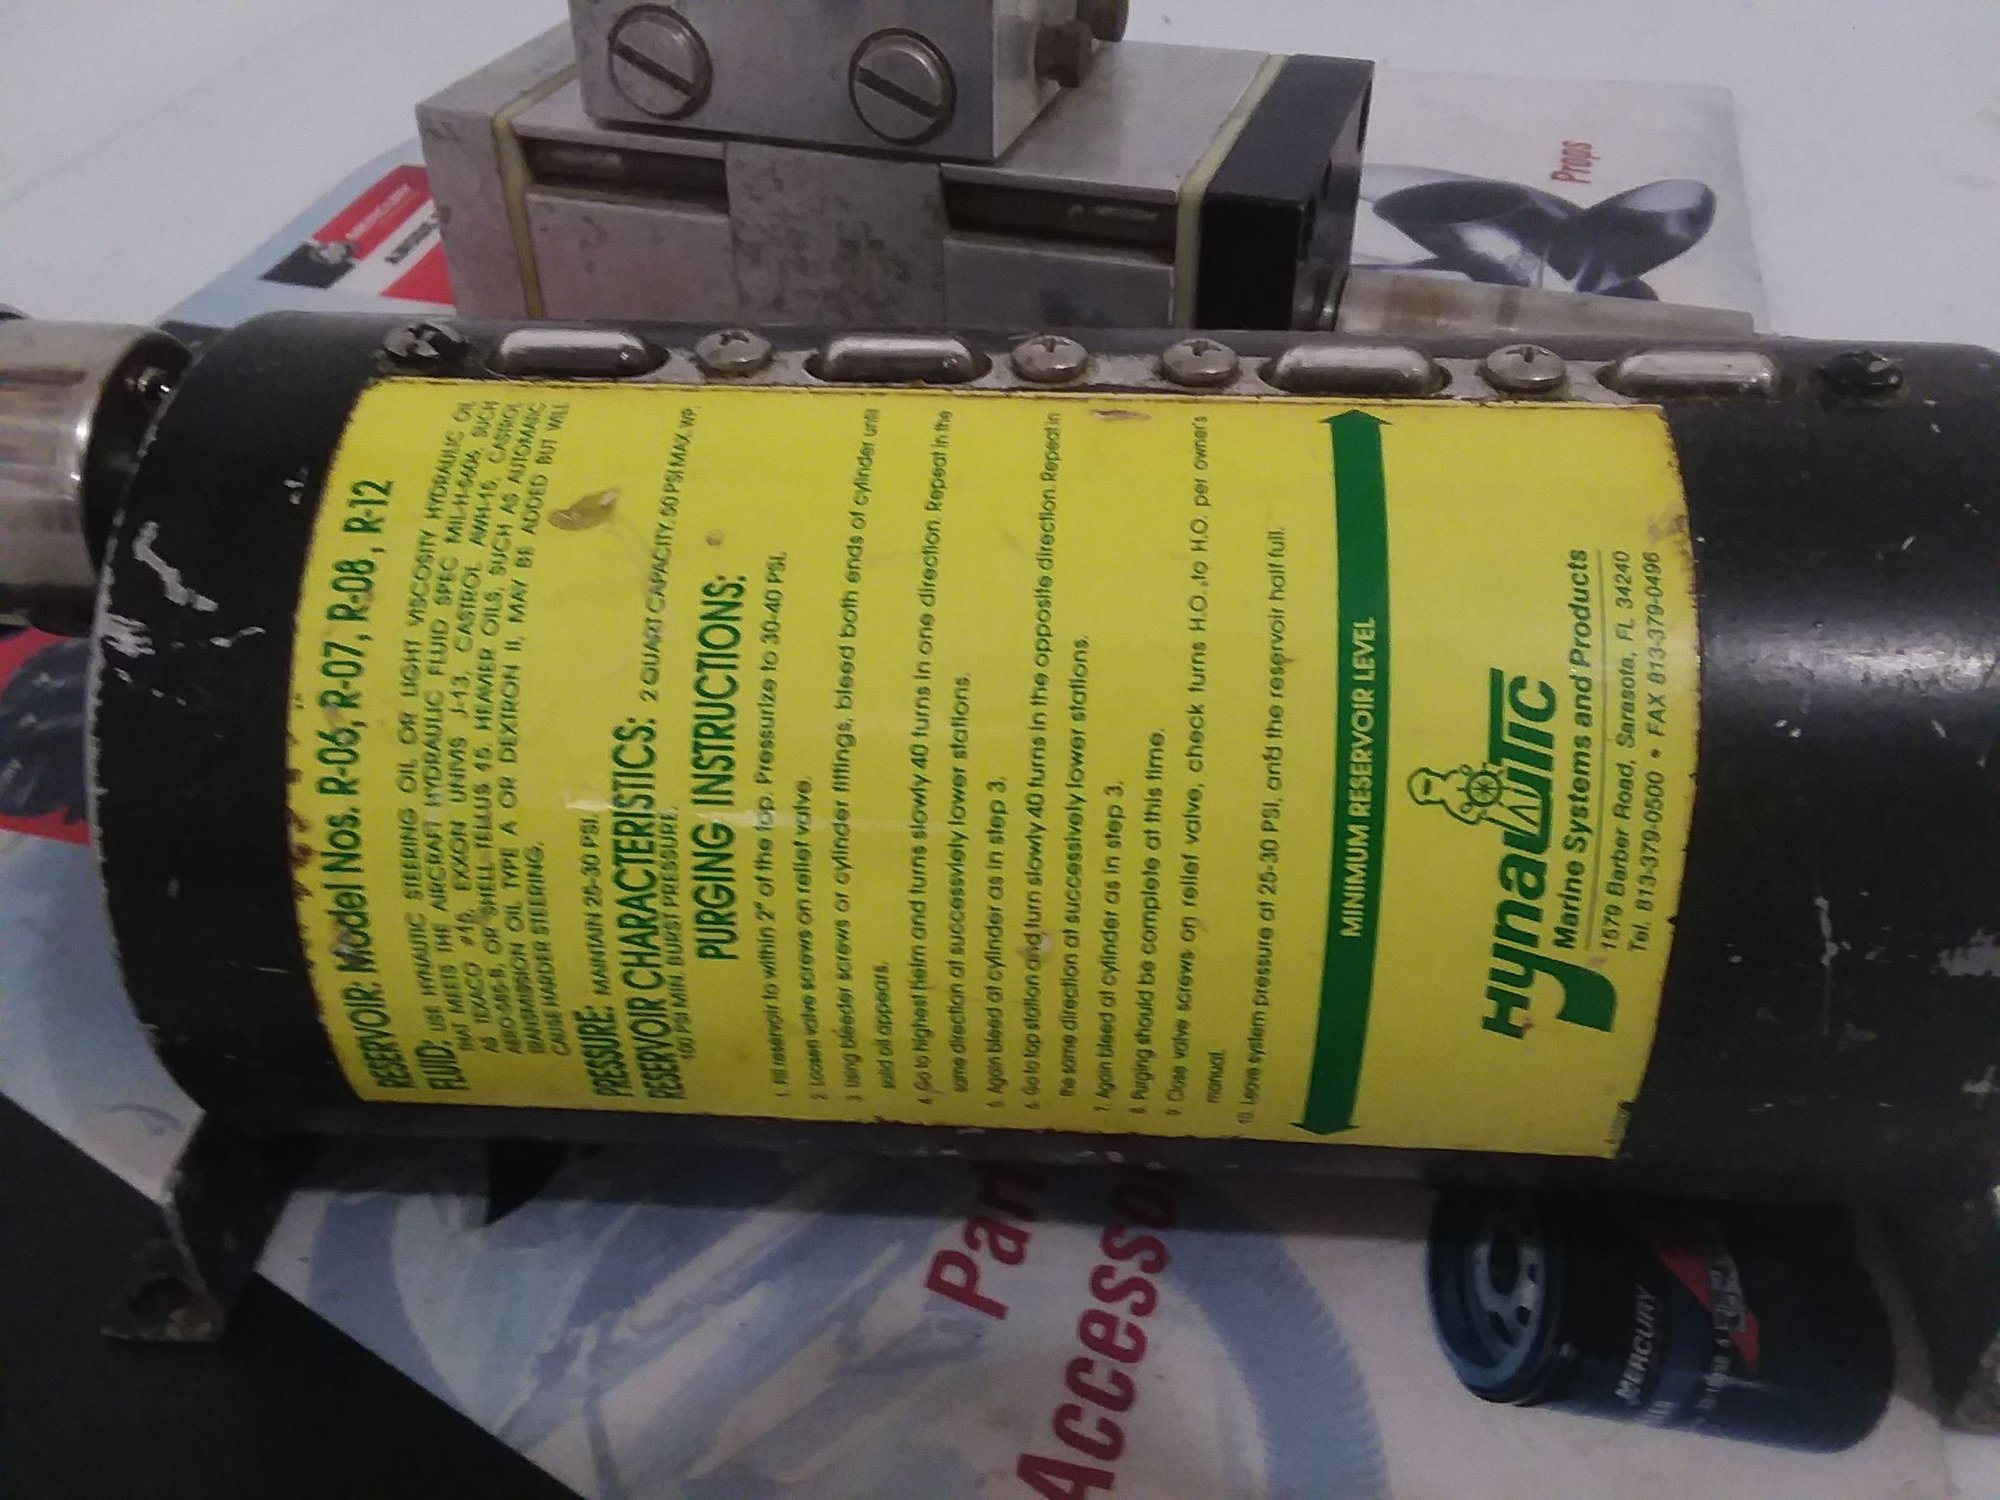 RESERVOIR: Model Nos. R-06, R-07, R-08, R-12
FLUID: USE HYNAUTIC STEERING OIL OR LIGHT VISCOSITY HYDRAULIC OIL
THAT MEETS THE AIRCRAFT HYDRAULIC FLUID SPEC MIL-H-5606, SUCH
AS TEXACO #15, EXXON UNIVIS J-13, CASTROL AWH-15, CASTROL
AERO 585-B, OR SHELL TELLUS 15. HEAVIER OILS, SUCH AS AUTOMATIC
TRANSMISSION OIL TYPE A OR DEXTRON II, MAY BE ADDED BUT WILL
CAUSE HARDER STEERING.
PRESSURE: MAINTAIN 25-30 PSI.
RESERVOIR CHARACTERISTICS: 2 QUART CAPACITY. 50 PSI MAX. WP.
100 PSI MIN. BURST PRESSURE.
PURGING INSTRUCTIONS:
1. Fill reservoir to within 2" of the top. Pressurize to 30-40 PSI.
2. Loosen valve screws on relief valve.
3. Using bleeder screws or cylinder fittings, bleed both ends of cylinder until
solid oil appears.
4. Go to highest helm and turns slowly 40 turns in one direction. Repeat in the
same direction at successively lower stations.
5. Again bleed at cylinder as in step 3.
6. Go to top station and turn slowly 40 turns in the opposite direction. Repeat in
the same direction at successively lower stations.
7. Again bleed at cylinder as in step 3.
8. Purging should be complete at this time.
9. Close valve screws on relief valve, check turns H.O. to H.O. per owner's
manual.
10. Leave system pressure at 25-30 PSI, and the reservoir half full.
MINIMUM RESERVOIR LEVEL
Hynautic
Marine Systems and Products
1579 Barber Road, Sarasota, FL 34240
Tel. 813-379-0500 • FAX 813-379-0496
Props
Access
MERCURY